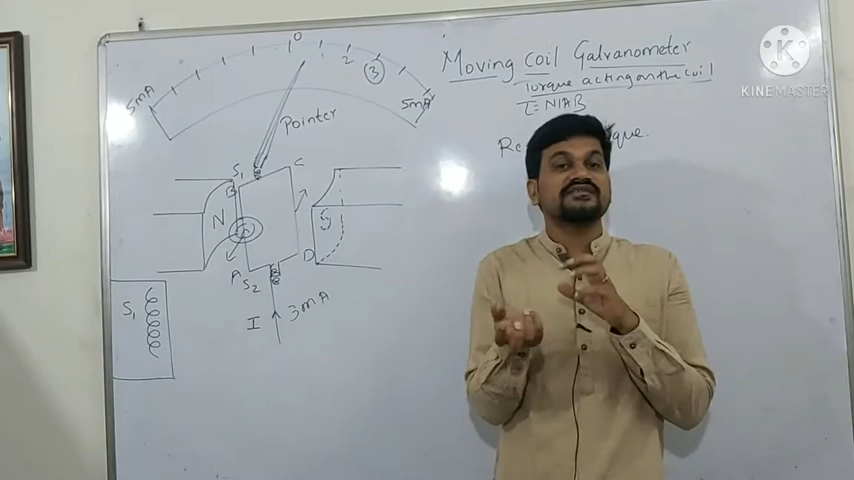 Moving coil Galvanometer
Torque acting on the coil
τ=NIAB
que.
0
2
3
5mA
5mA
Pointer
S₁
C
B
N
S
A
S₂
D
I
3mA
S₁
KINEMASTER